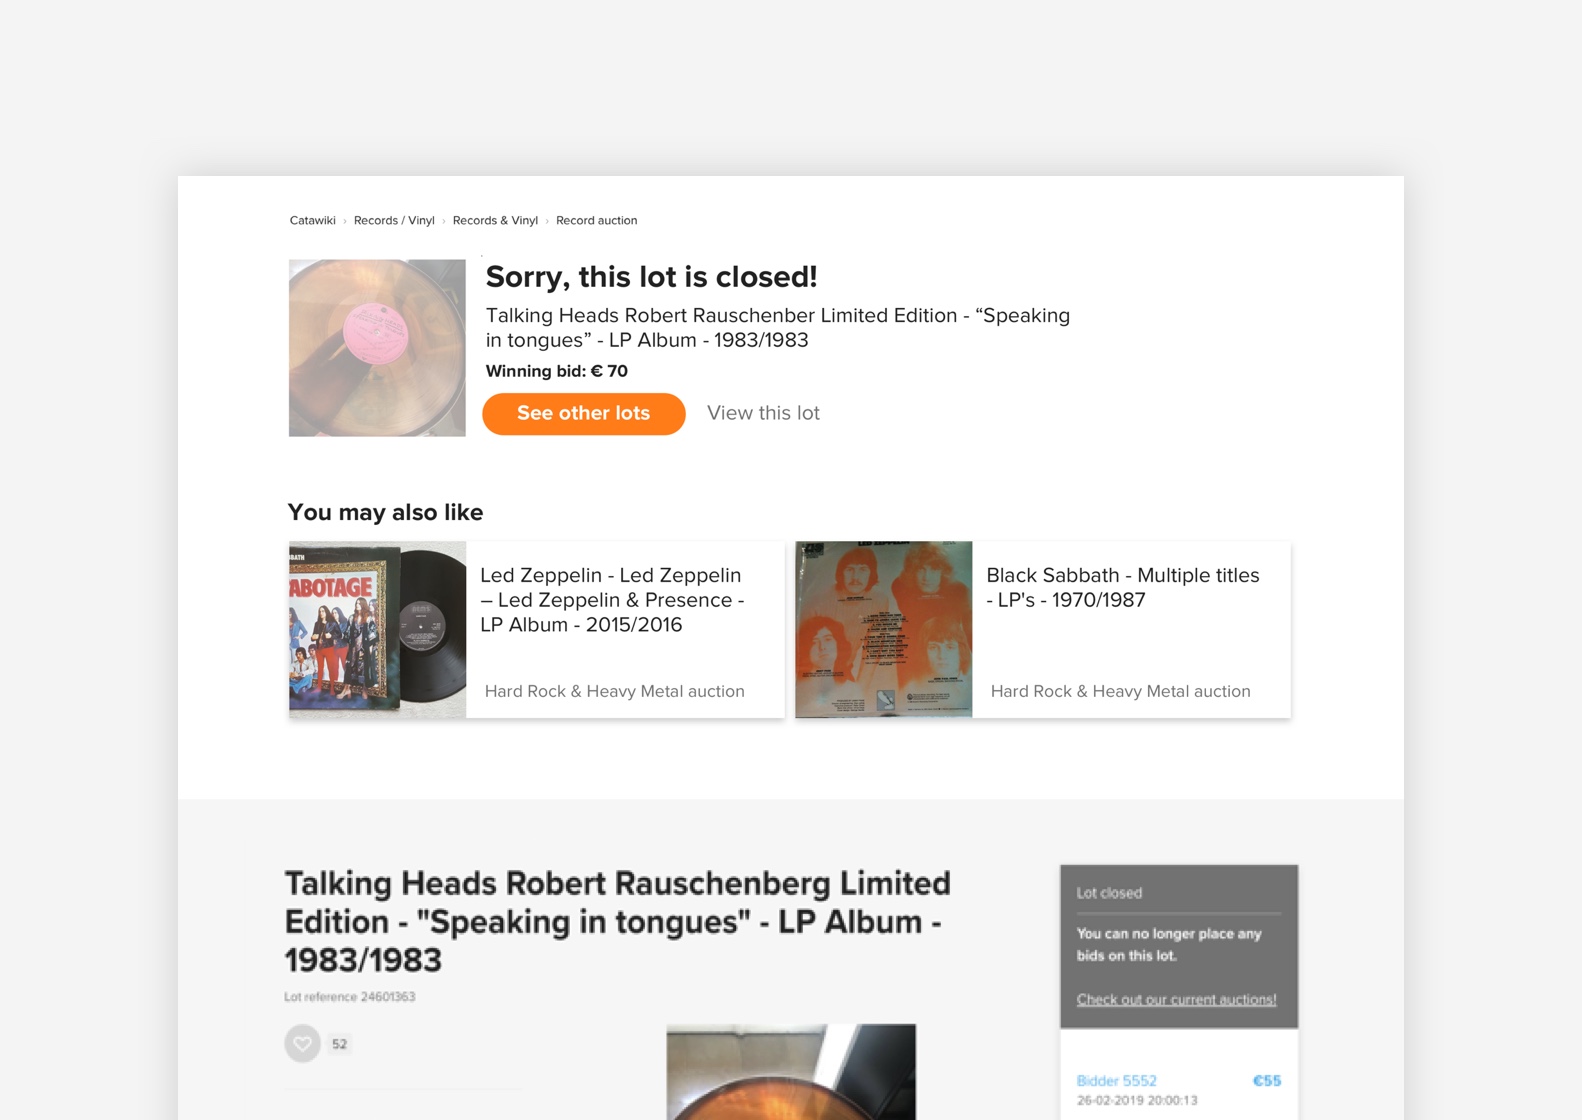 Catawiki › Records / Vinyl › Records & Vinyl › Record auction
Sorry, this lot is closed!
Talking Heads Robert Rauschenber Limited Edition - “Speaking
in tongues” - LP Album - 1983/1983
Winning bid: € 70
See other lots
View this lot
You may also like
ABOTAGE
Led Zeppelin - Led Zeppelin
– Led Zeppelin & Presence -
LP Album - 2015/2016
Hard Rock & Heavy Metal auction
Black Sabbath - Multiple titles
- LP's - 1970/1987
Hard Rock & Heavy Metal auction
Talking Heads Robert Rauschenberg Limited
Edition - "Speaking in tongues" - LP Album -
1983/1983
Lot reference 24601363
52
Lot closed
You can no longer place any
bids on this lot.
Check out our current auctions!
Bidder 5552
€55
26-02-2019 20:00:13